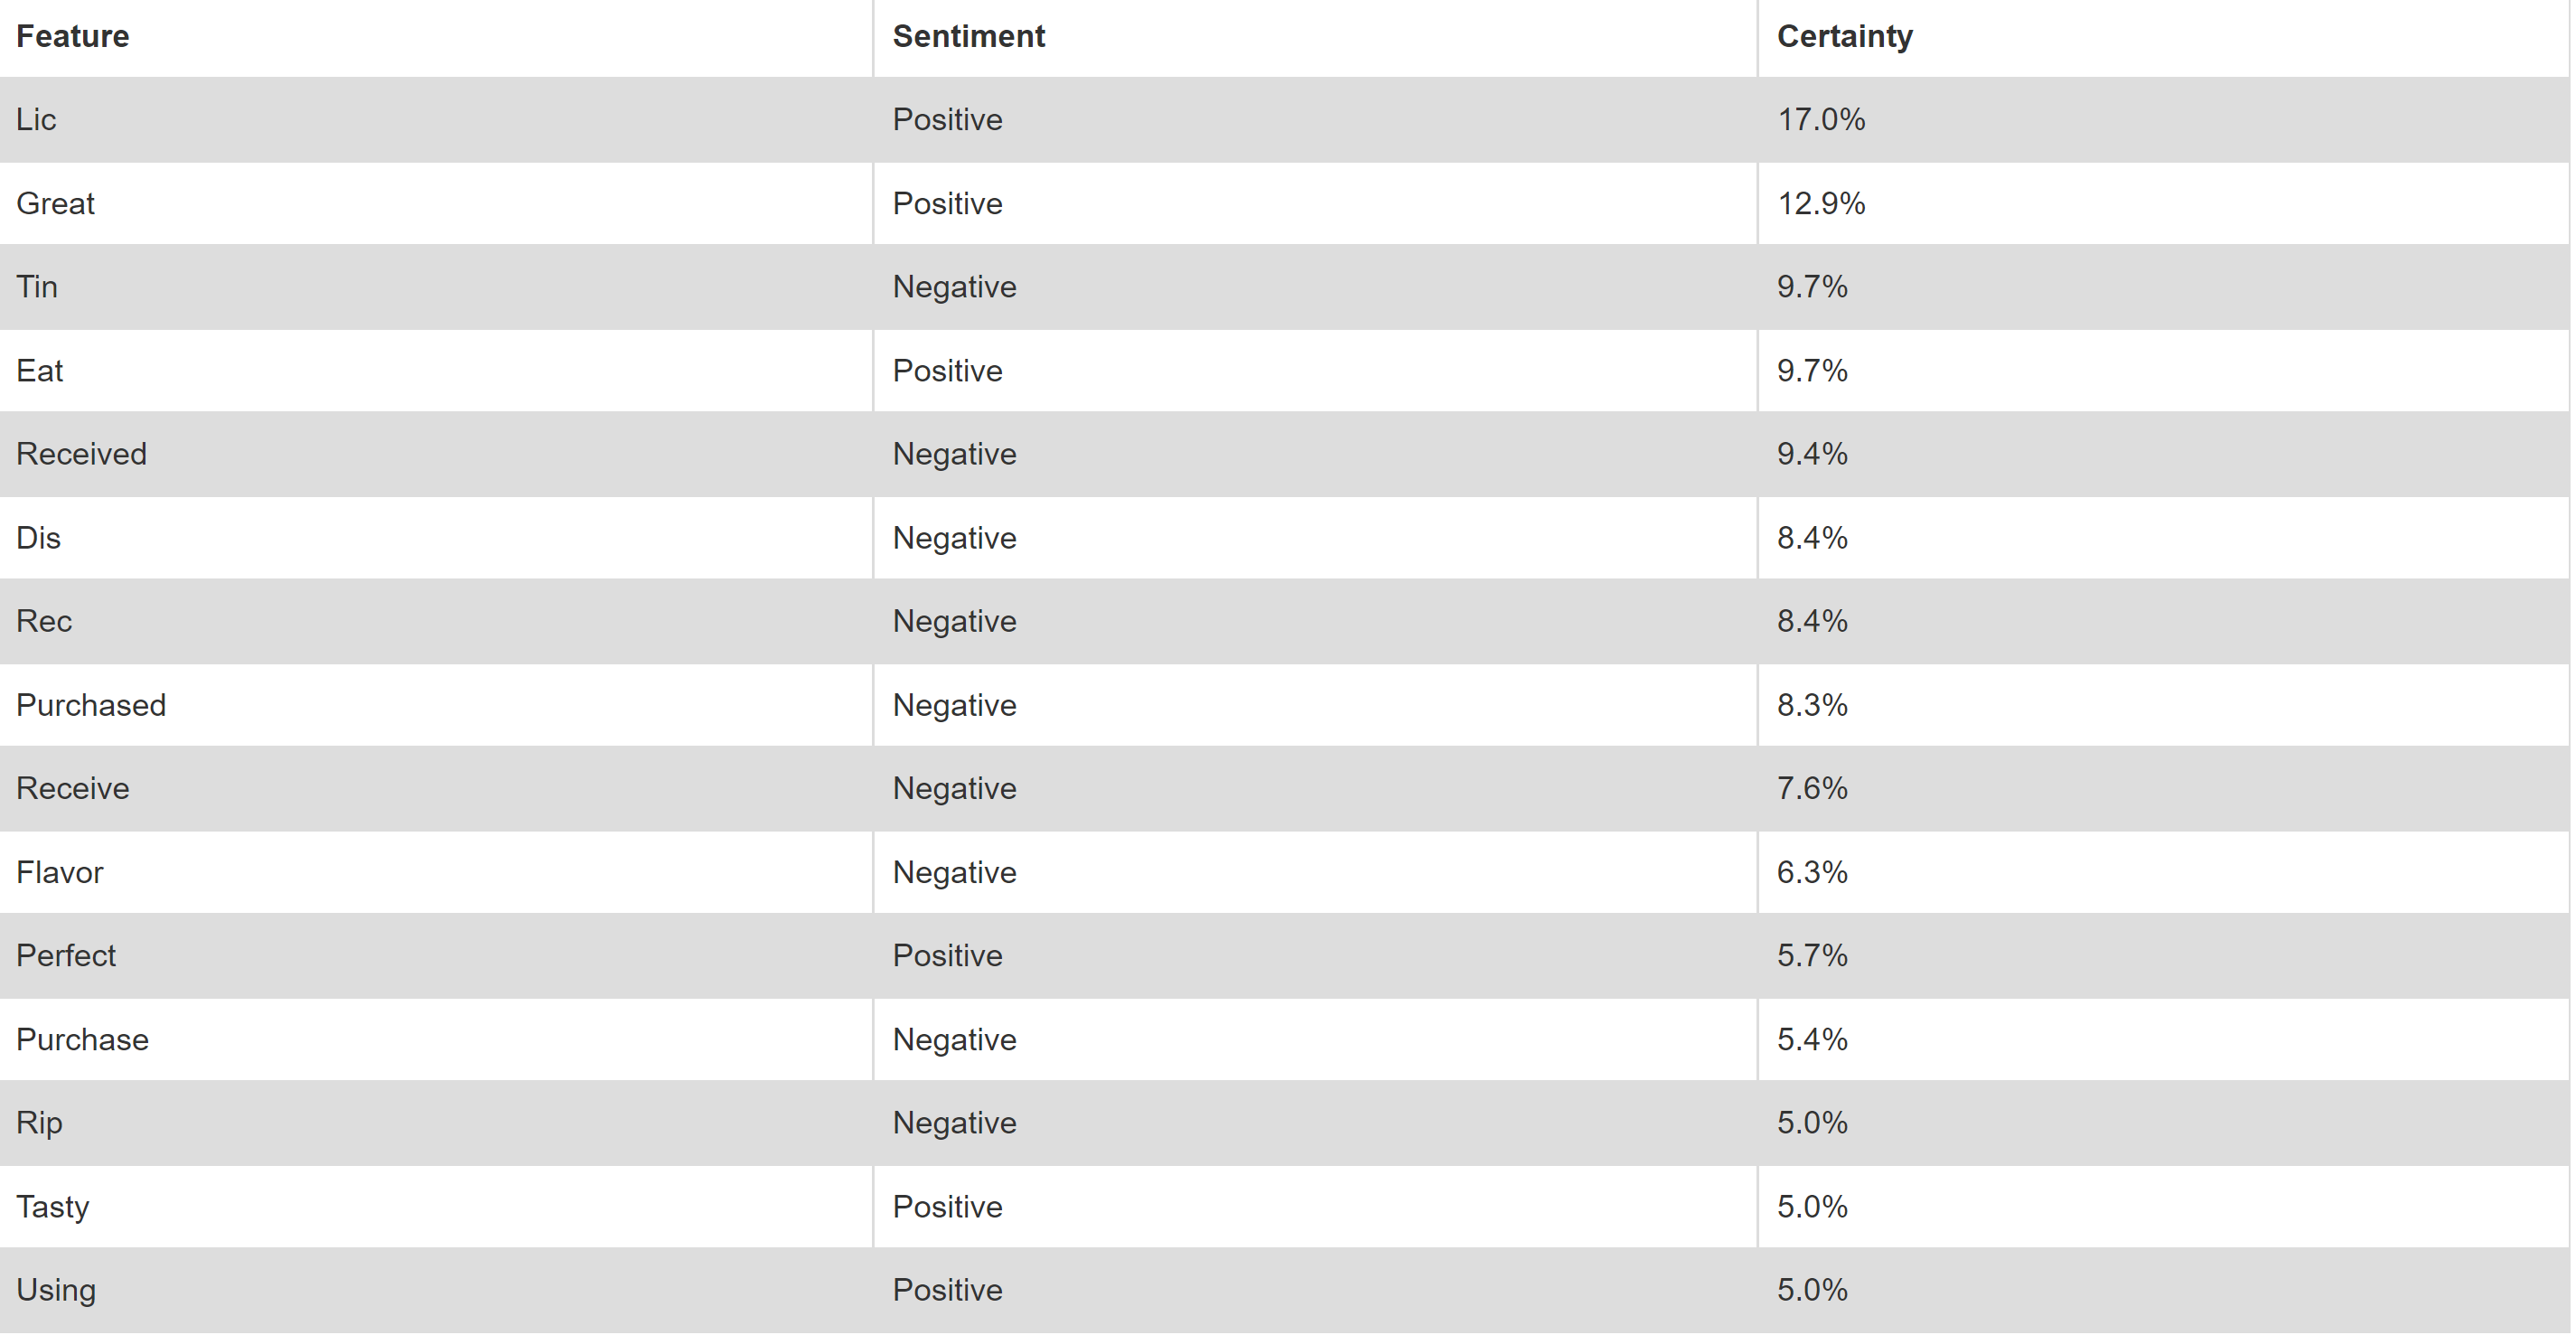 Feature Sentiment Certainty
Lic Positive 17.0%
Great Positive 12.9%
Tin Negative 9.7%
Eat Positive 9.7%
Received Negative 9.4%
Dis Negative 8.4%
Rec Negative 8.4%
Purchased Negative 8.3%
Receive Negative 7.6%
Flavor Negative 6.3%
Perfect Positive 5.7%
Purchase Negative 5.4%
Rip Negative 5.0%
Tasty Positive 5.0%
Using Positive 5.0%